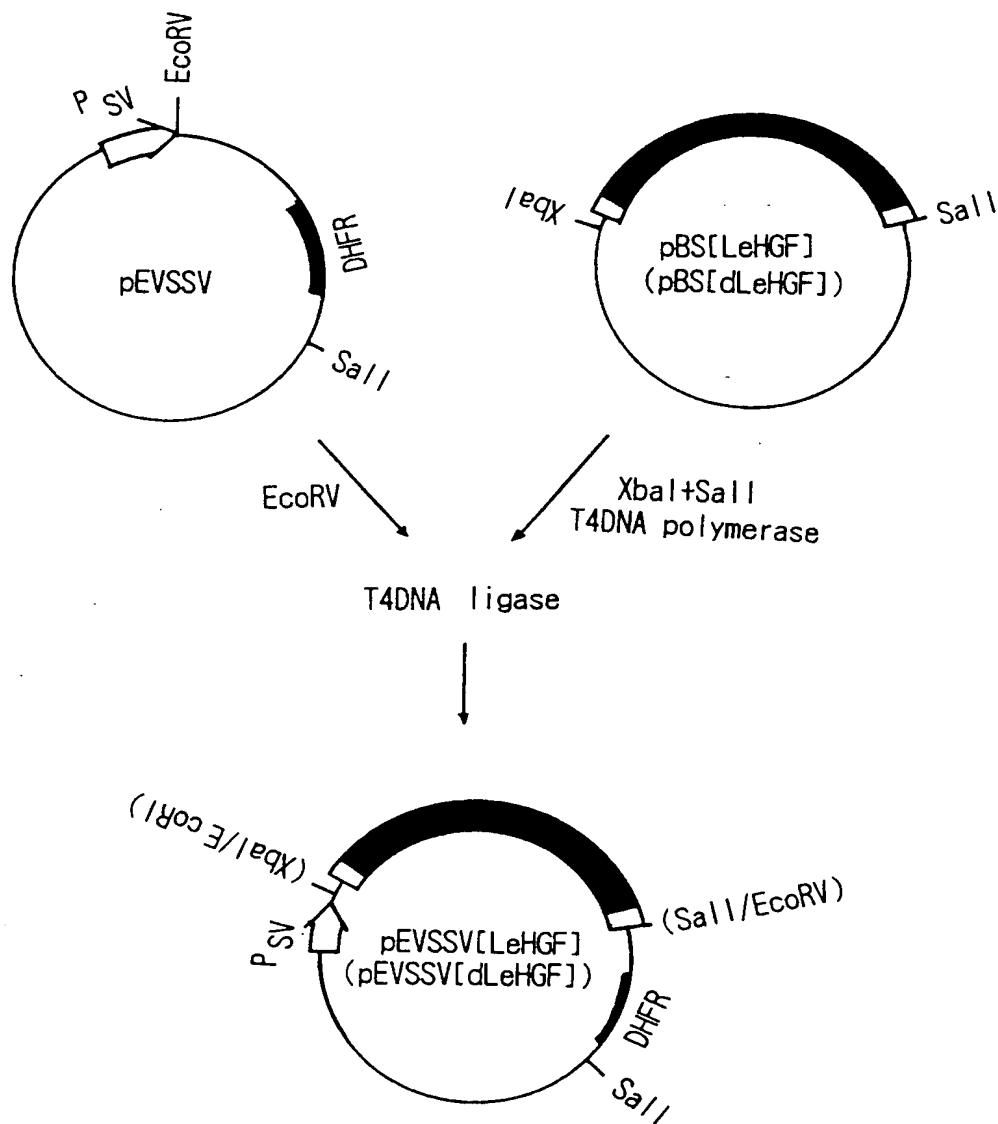 P SV
EcoRV
DHFR
pEVSSV
SalI
XbaI
SalI
pBS[LeHGF]
(pBS[dLeHGF])
EcoRV
XbaI+SalI
T4DNA polymerase
T4DNA ligase
(XbaI/EcoRI)
PSV
pEVSSV[LeHGF]
(pEVSSV[dLeHGF])
(SalI/EcoRV)
DHFR
SalI